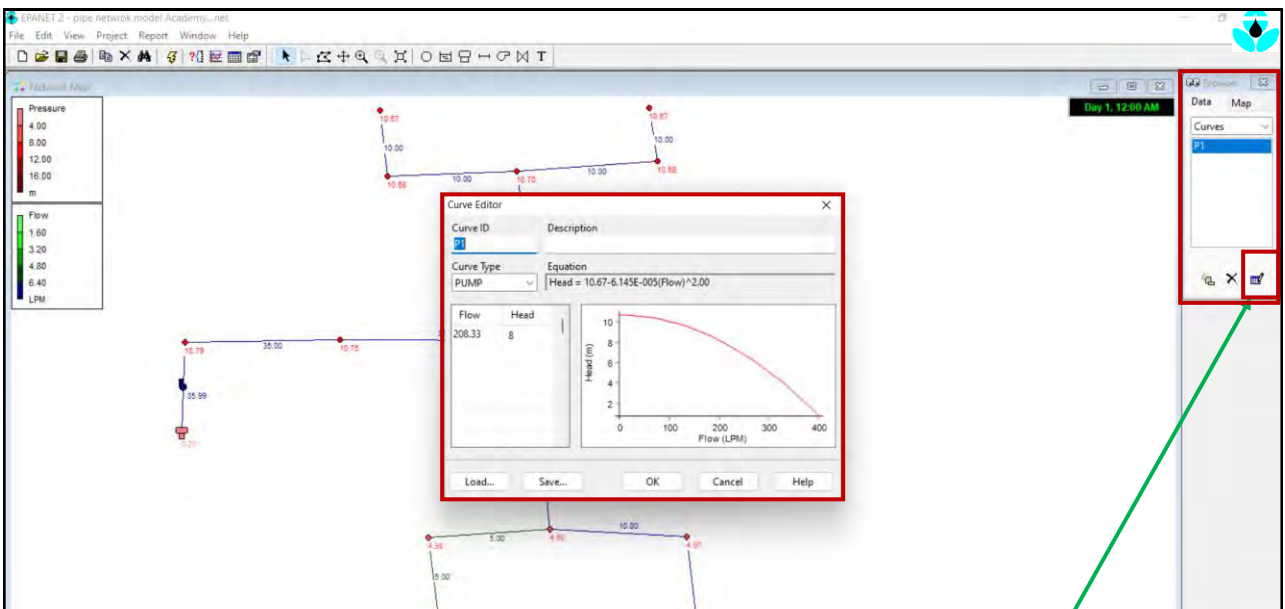 EPANET 2 - pipe netwrok model Academy,..net
File Edit View Project Report Window Help
T
Network Map
Day 1, 12:00 AM
Browser
Data Map
Curves
P1
Pressure
4.00
8.00
12.00
16.00
m
Flow
1.60
3.20
4.80
6.40
LPM
10.67
10.67
10.00
10.00
10.68
10.00
10.70
10.00
10.68
10.79
35.00
10.75
35.99
Curve Editor
Curve ID Description
P1
Curve Type Equation
PUMP Head = 10.67-6.145E-005(Flow)^2.00
Flow Head
208.33 8
10
8
6
4
2
Head (m)
0 100 200 300 400
Flow (LPM)
Load... Save... OK Cancel Help
5.00
10.00
4.97
5.00